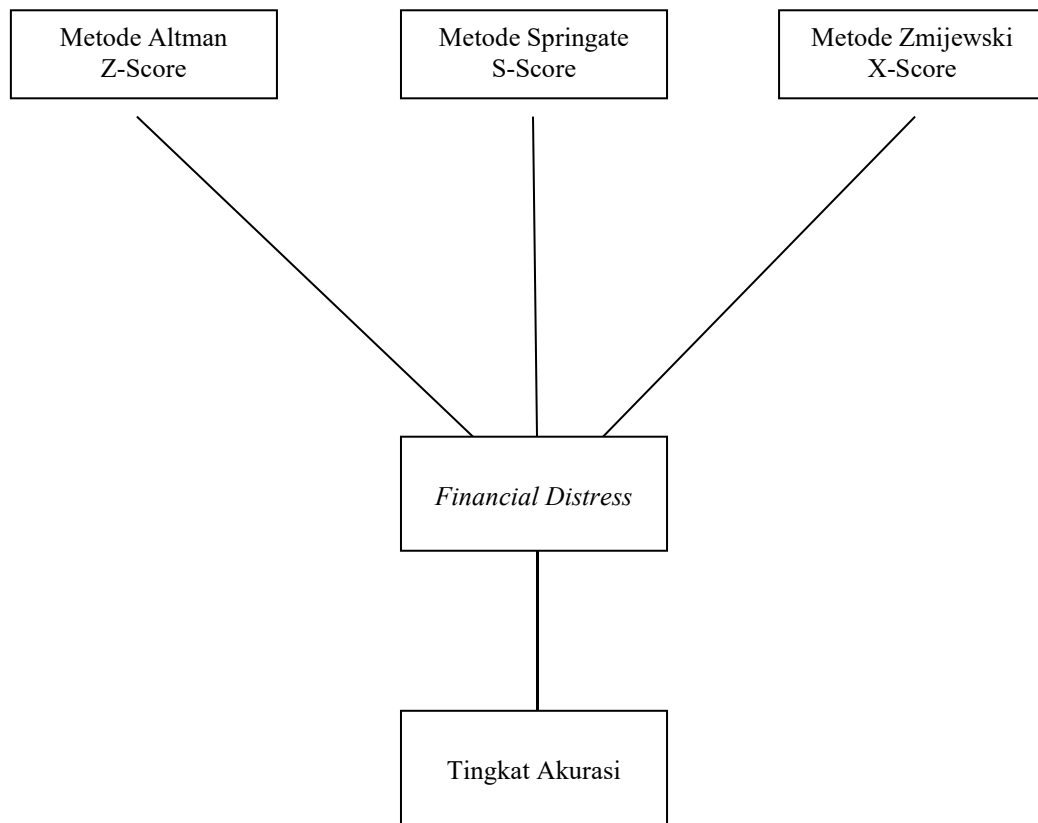 Metode Altman
Z-Score
Metode Springate
S-Score
Metode Zmijewski
X-Score
Financial Distress
Tingkat Akurasi